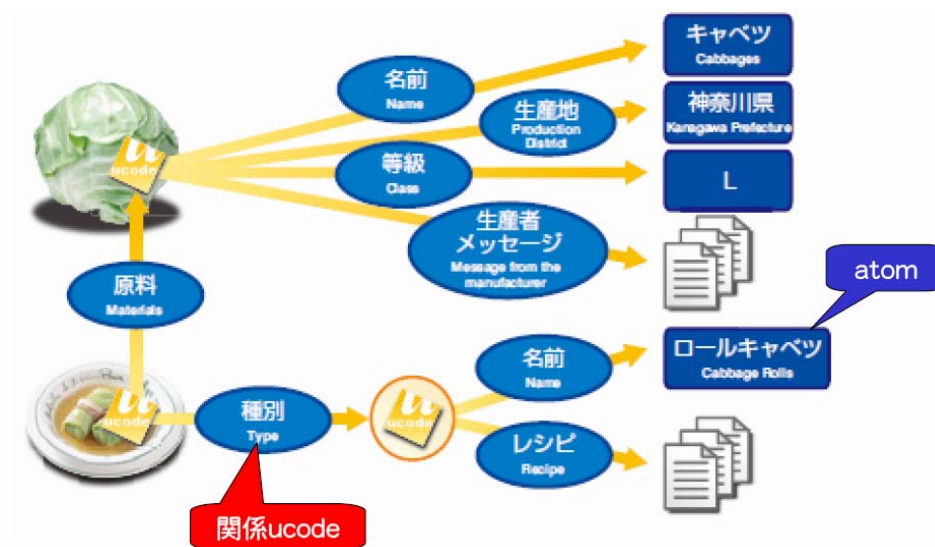 キャベツ
Cabbages
名前
Name
生産地
Production
District
神奈川県
Kanagawa Prefecture
ucode
等級
Class
L
生産者
メッセージ
Message from the
manufacturer
原料
Materials
atom
名前
Name
ロールキャベツ
Cabbage Rolls
ucode
種別
Type
ucode
レシピ
Recipe
関係ucode